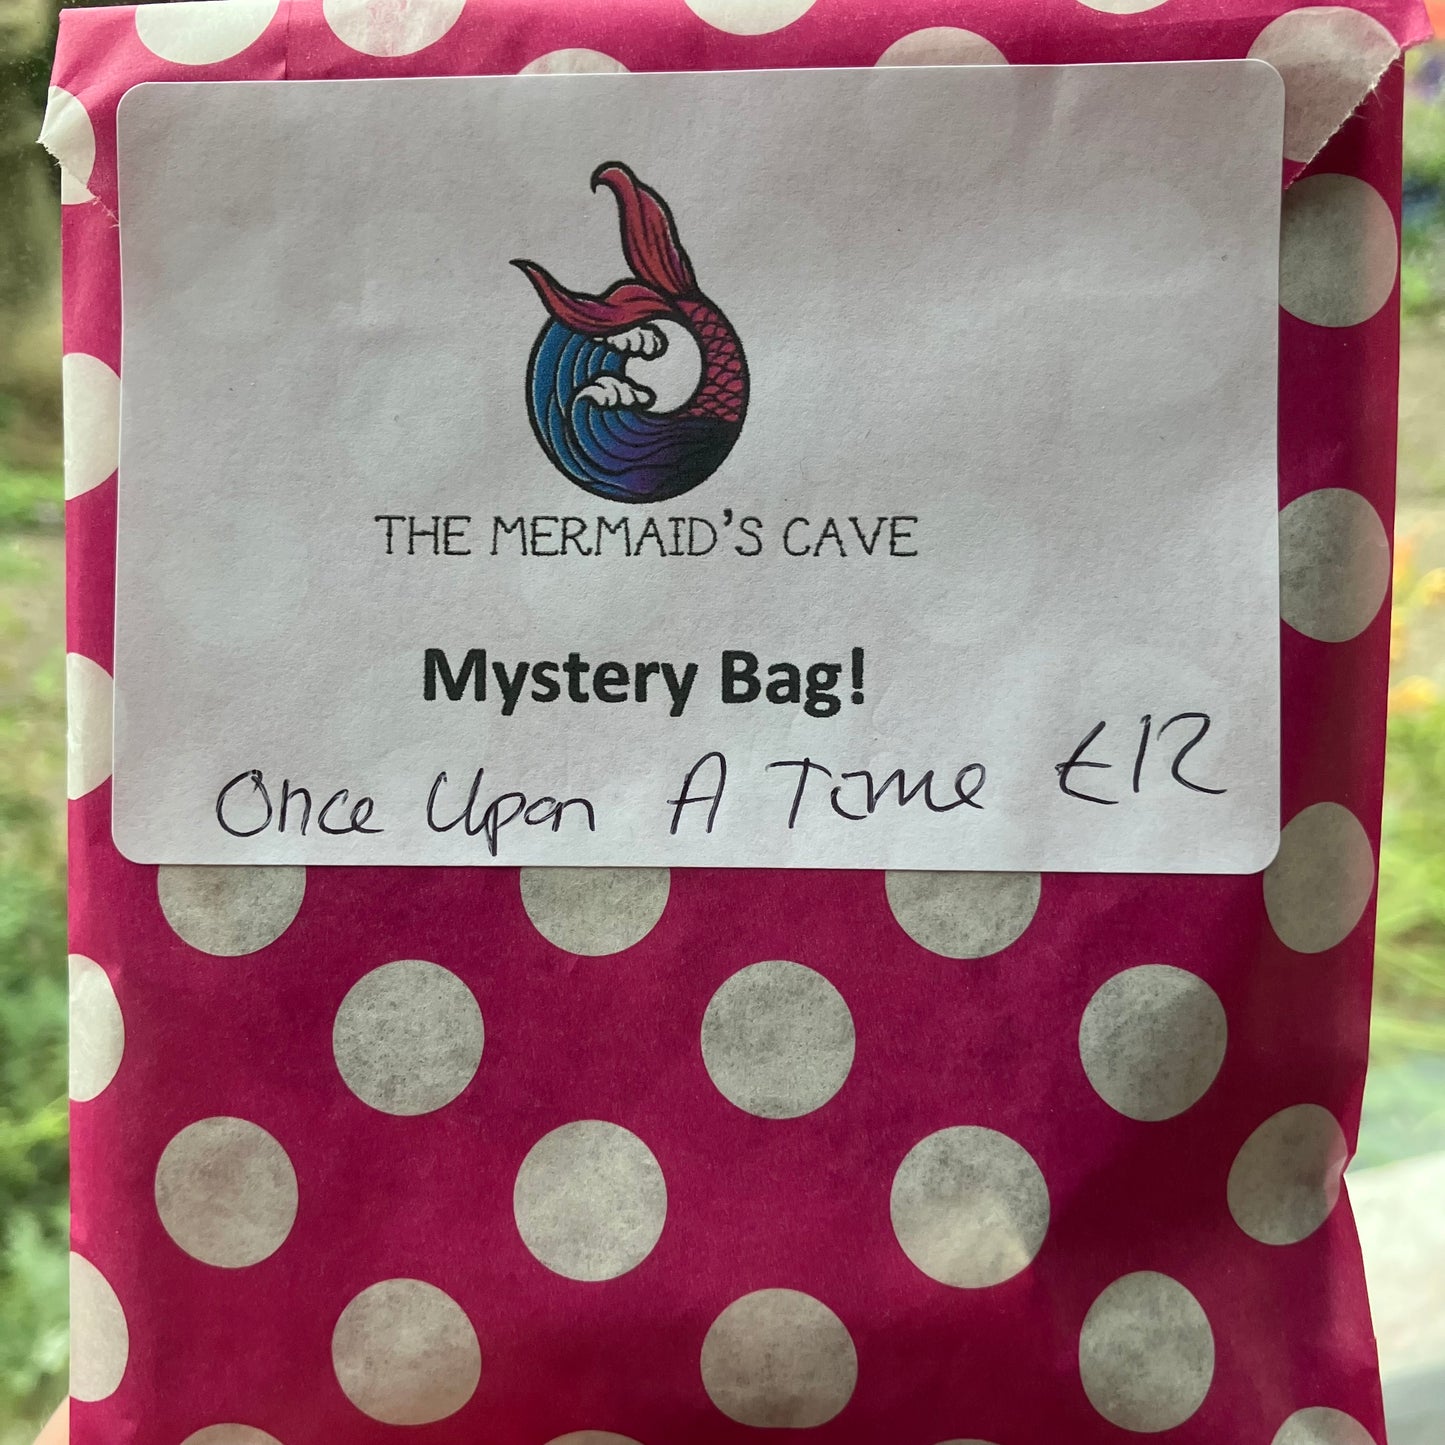 THE MERMAID'S CAVE
Mystery Bag!
Once Upon A Time £12